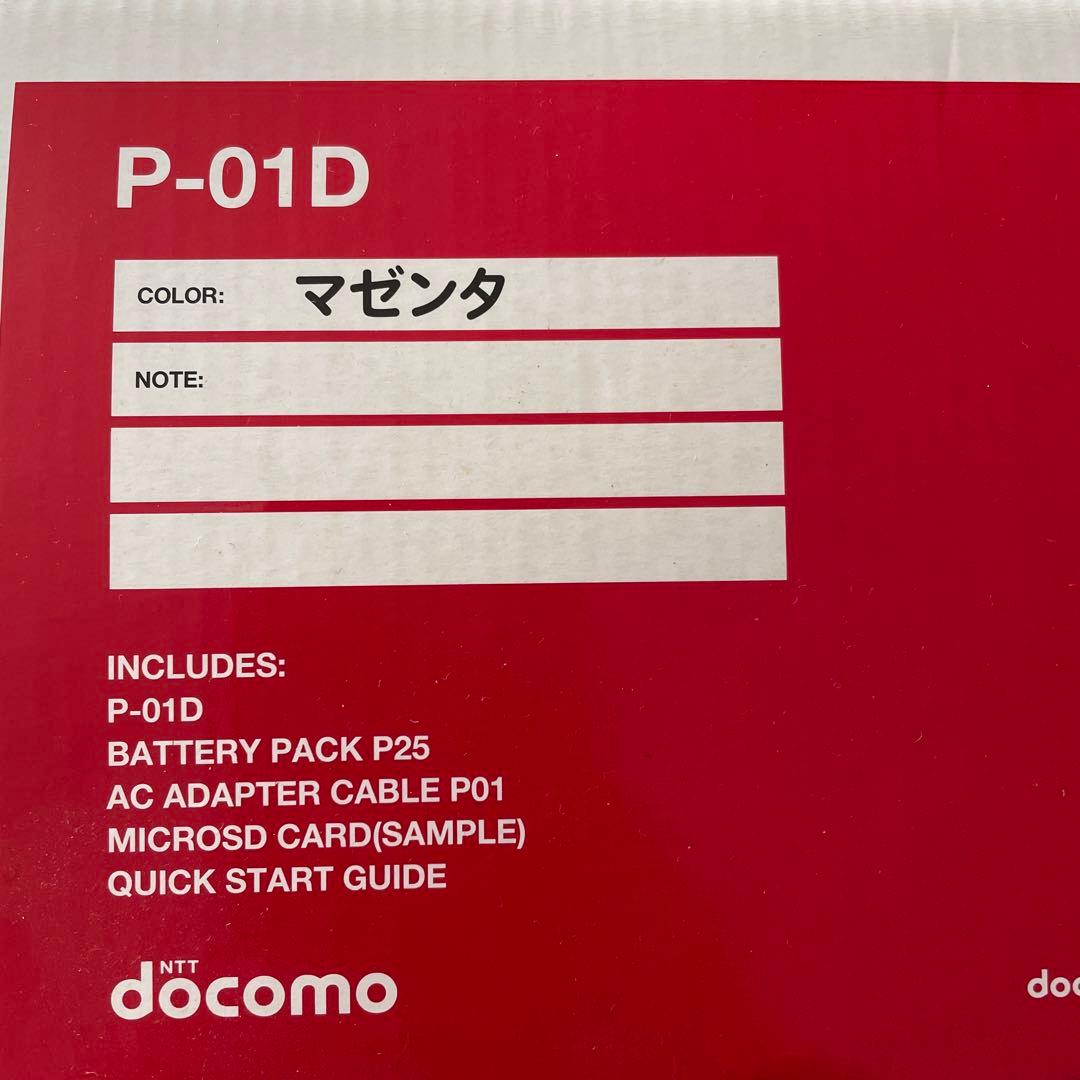 P-01D
COLOR: マゼンタ
NOTE:
INCLUDES:
P-01D
BATTERY PACK P25
AC ADAPTER CABLE P01
MICROSD CARD(SAMPLE)
QUICK START GUIDE
NTT
docomo
doc